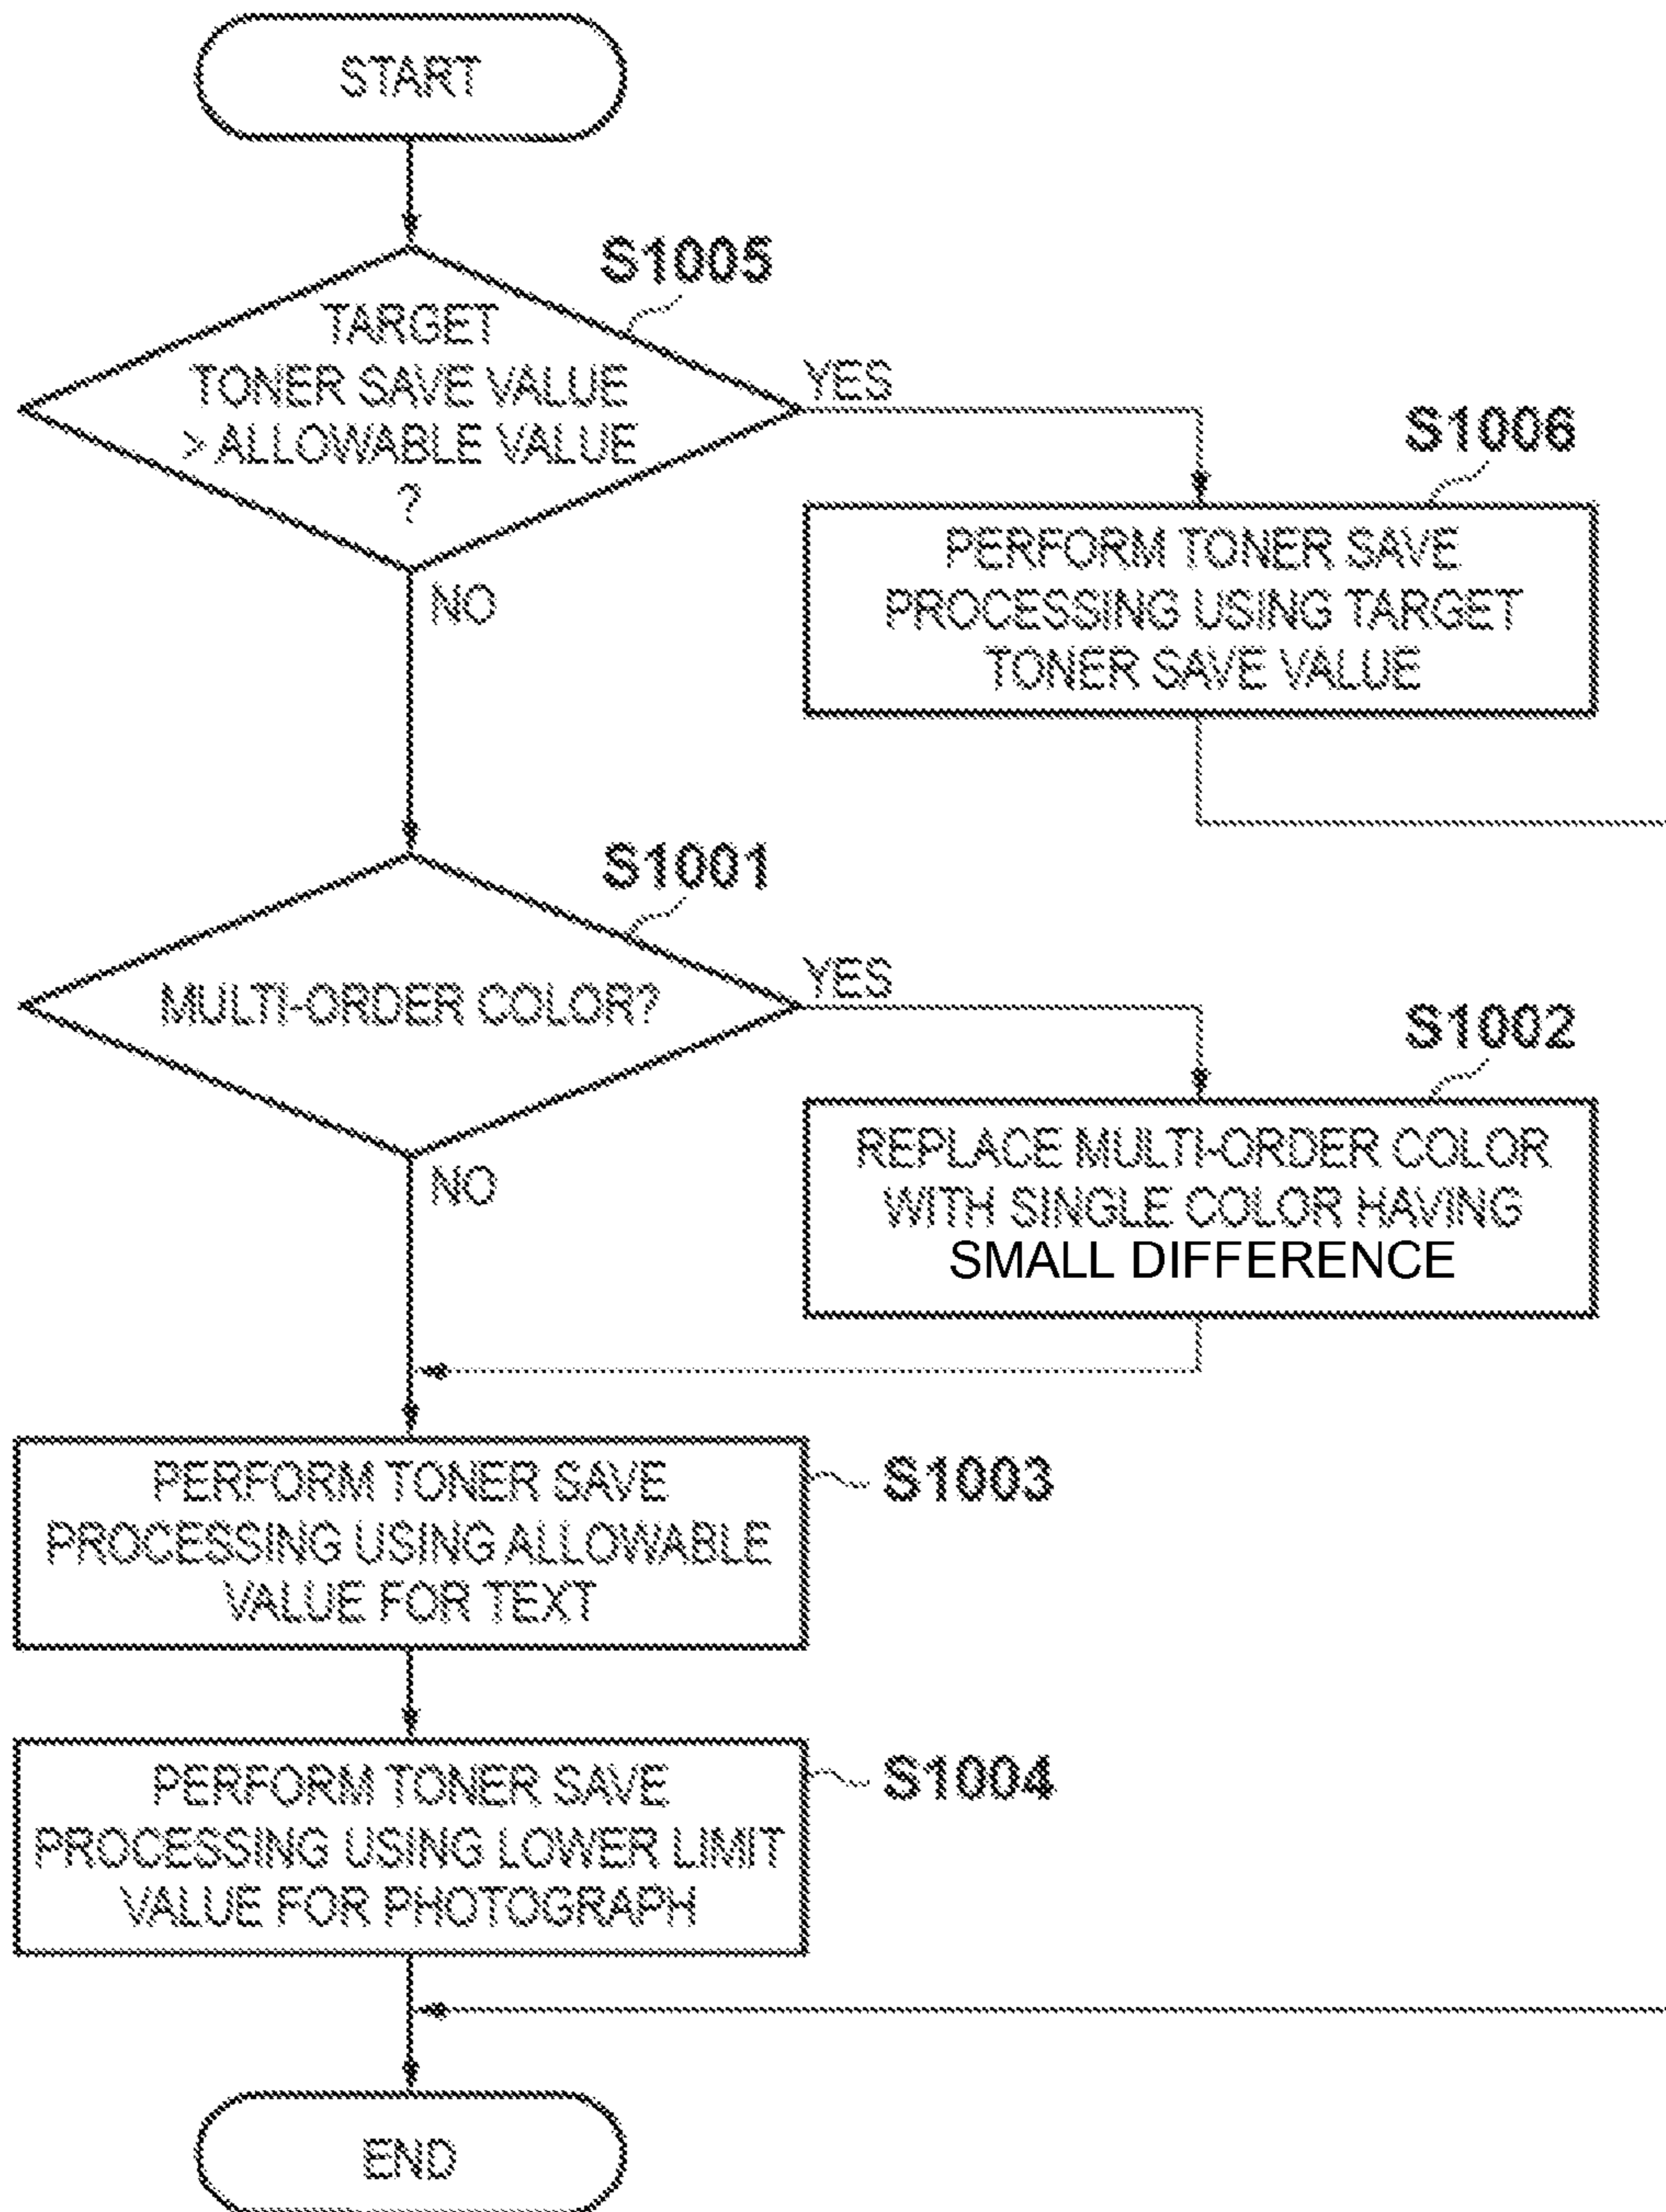 START
S1005
TARGET
TONER SAVE VALUE
> ALLOWABLE VALUE
?
YES
NO
S1006
PERFORM TONER SAVE
PROCESSING USING TARGET
TONER SAVE VALUE
S1001
MULTI-ORDER COLOR?
YES
NO
S1002
REPLACE MULTI-ORDER COLOR
WITH SINGLE COLOR HAVING
SMALL DIFFERENCE
PERFORM TONER SAVE
PROCESSING USING ALLOWABLE
VALUE FOR TEXT
S1003
PERFORM TONER SAVE
PROCESSING USING LOWER LIMIT
VALUE FOR PHOTOGRAPH
S1004
END